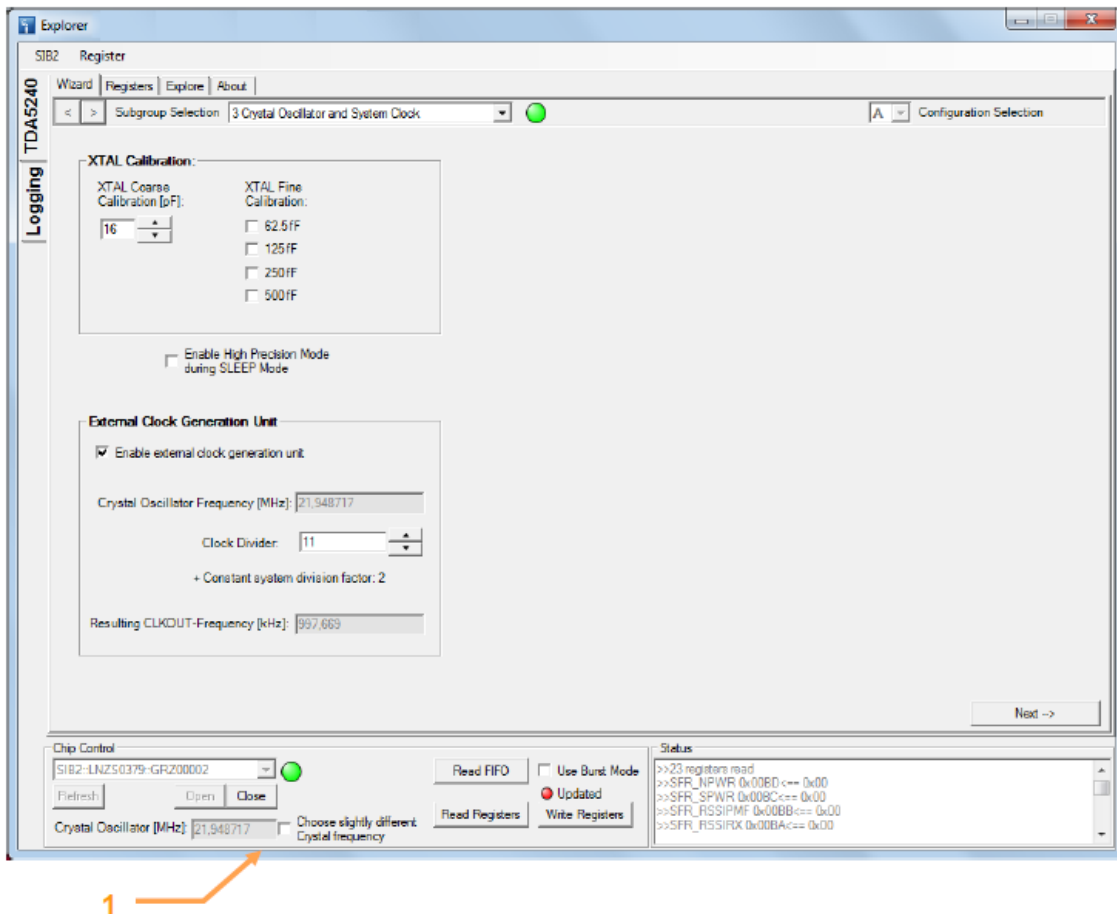 Explorer
SIB2 Register
TDA5240
Logging
Wizard Registers Explore About
< > Subgroup Selection 3 Crystal Oscillator and System Clock A Configuration Selection
XTAL Calibration:
XTAL Coarse
Calibration [pF]:
16
XTAL Fine
Calibration:
62.5fF
125fF
250fF
500fF
Enable High Precision Mode
during SLEEP Mode
External Clock Generation Unit
Enable external clock generation unit
Crystal Oscillator Frequency [MHz]: 21,948717
Clock Divider: 11
+ Constant system division factor: 2
Resulting CLKOUT-Frequency [kHz]: 997,669
Next -->
Chip Control
SIB2::LNZS0379::GRZ00002
Refresh Open Close
Crystal Oscillator [MHz]: 21,948717
Choose slightly different
Crystal frequency
Read FIFO Use Burst Mode
Updated
Read Registers Write Registers
Status
>>23 registers read
>>SFR_NPWR 0x00BD<== 0x00
>>SFR_SPWR 0x00BC<== 0x00
>>SFR_RSSIPMF 0x00BB<== 0x00
>>SFR_RSSIRX 0x00BA<== 0x00
1